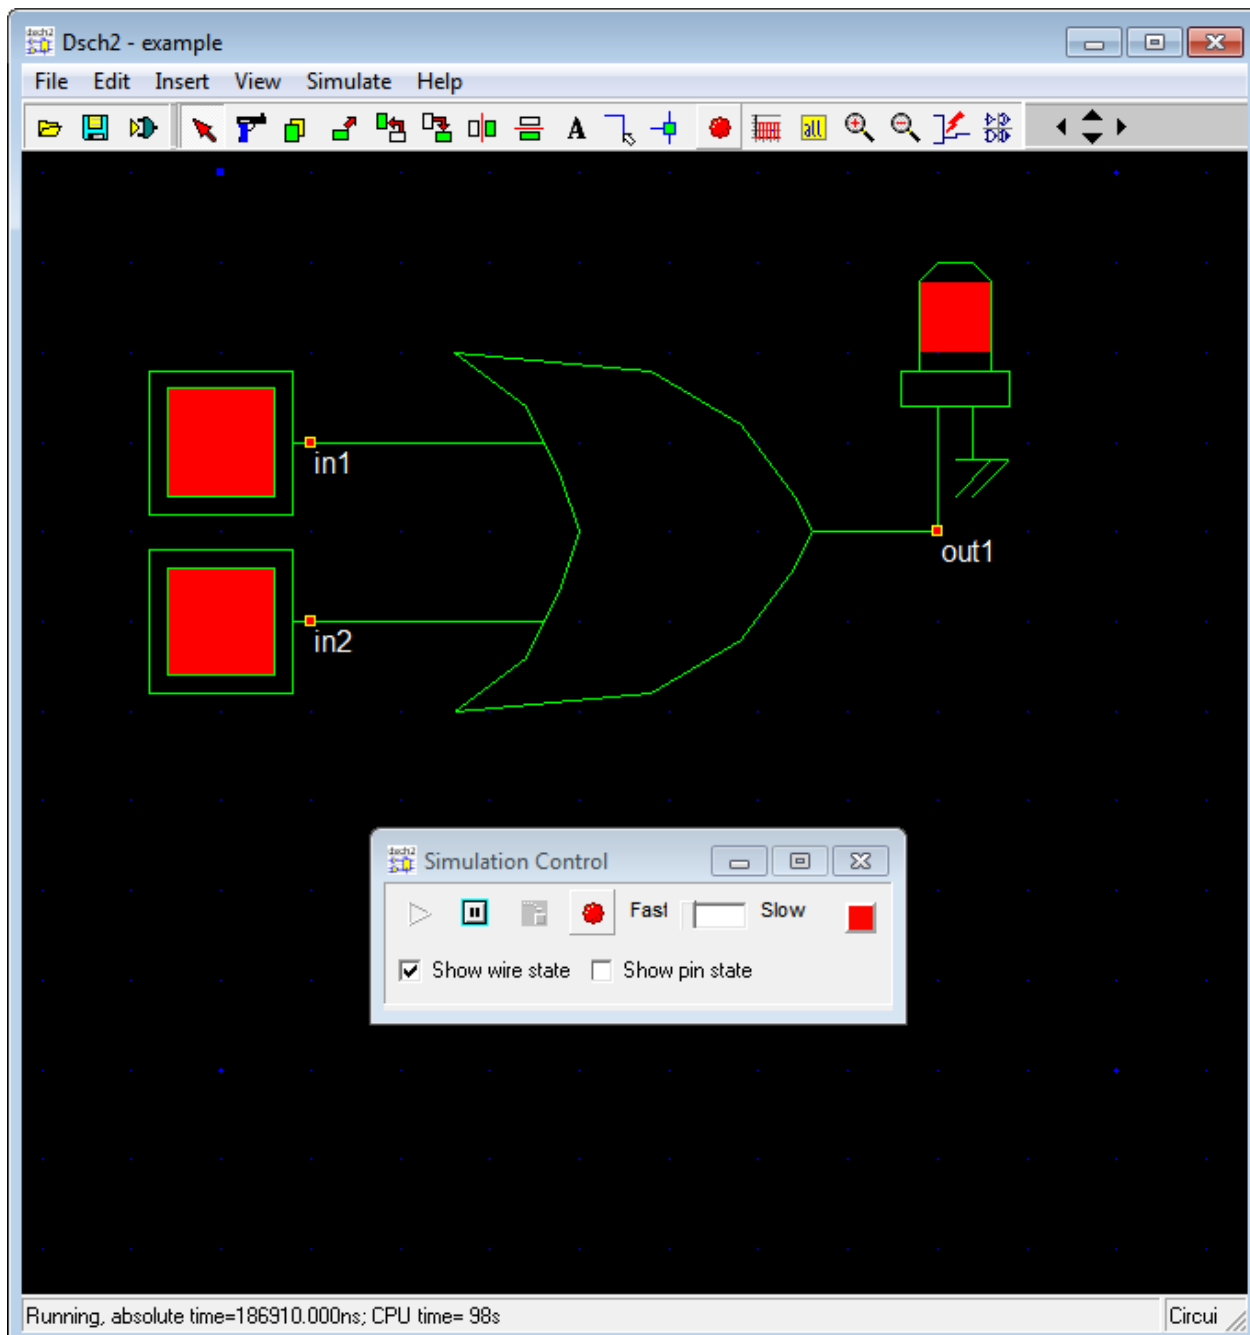 Dsch2 - example
File Edit Insert View Simulate Help
A
all
in1
in2
out1
Simulation Control
Fast Slow
Show wire state Show pin state
Running, absolute time=186910.000ns; CPU time= 98s
Circui